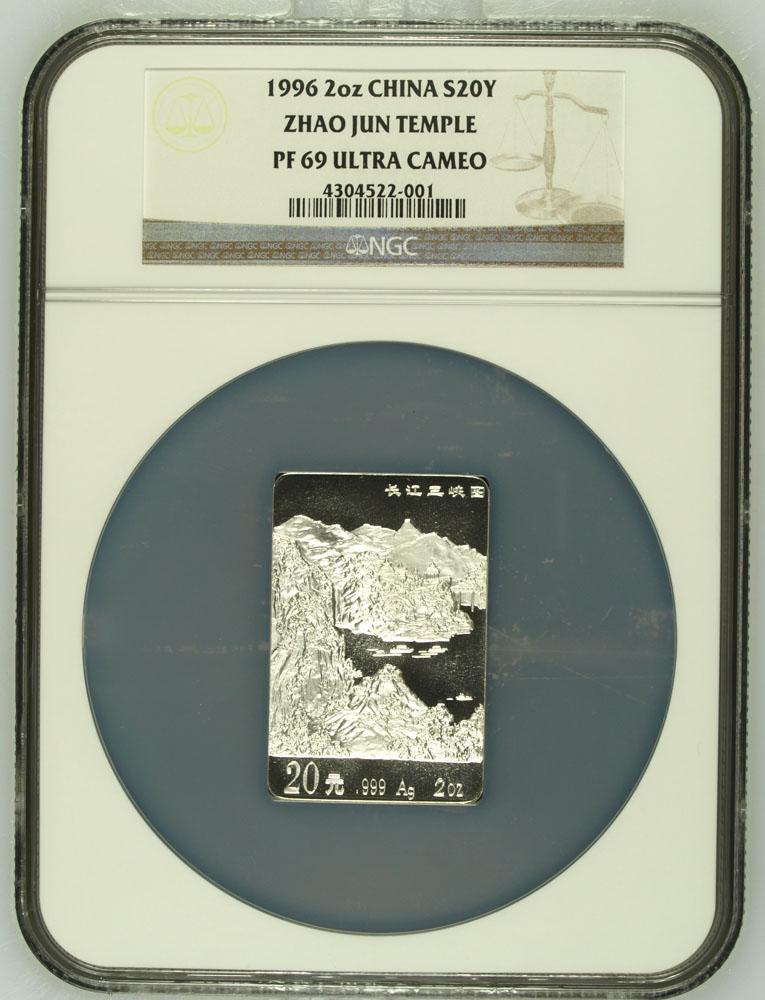 1996 2oz CHINA S20Y
ZHAO JUN TEMPLE
PF 69 ULTRA CAMEO
4304522-001
NGC
长江三峡图
20元 .999 Ag 2oz